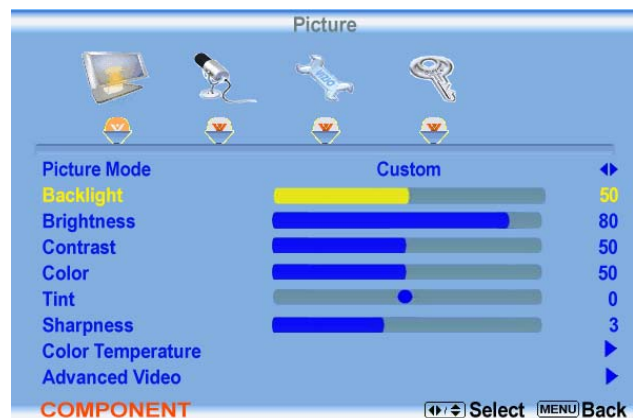 Picture
VIZIO
Picture Mode Custom
Backlight 50
Brightness 80
Contrast 50
Color 50
Tint 0
Sharpness 3
Color Temperature
Advanced Video
COMPONENT Select MENU Back